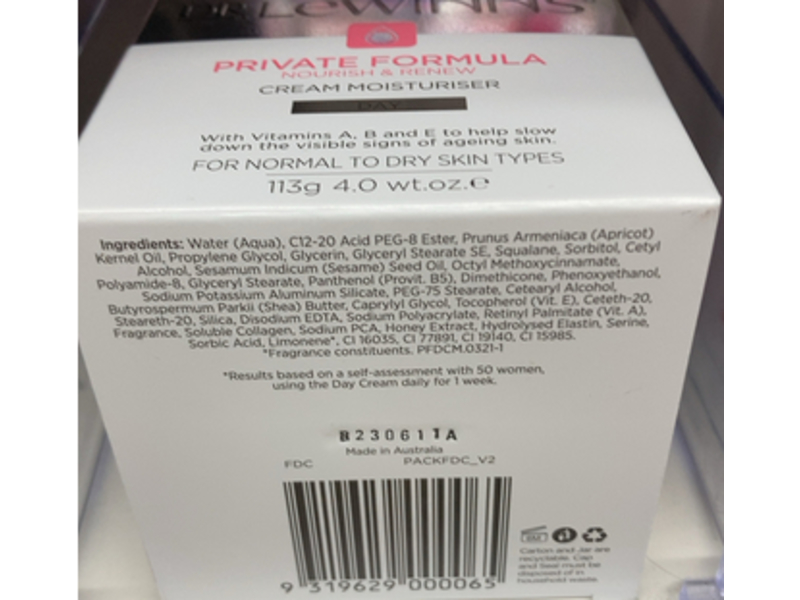 DR. LEWINN'S
PRIVATE FORMULA
NOURISH & RENEW
CREAM MOISTURISER
DAY
With Vitamins A, B and E to help slow
down the visible signs of ageing skin.
FOR NORMAL TO DRY SKIN TYPES
113g 4.0 wt.oz.e
Ingredients: Water (Aqua), C12-20 Acid PEG-8 Ester, Prunus Armeniaca (Apricot)
Kernel Oil, Propylene Glycol, Glycerin, Glyceryl Stearate SE, Squalane, Sorbitol, Cetyl
Alcohol, Sesamum Indicum (Sesame) Seed Oil, Octyl Methoxycinnamate,
Polyamide-8, Glyceryl Stearate, Panthenol (Provit. B5), Dimethicone, Phenoxyethanol,
Sodium Potassium Aluminum Silicate, PEG-75 Stearate, Cetearyl Alcohol,
Butyrospermum Parkii (Shea) Butter, Caprylyl Glycol, Tocopherol (Vit. E), Ceteth-20,
Steareth-20, Silica, Disodium EDTA, Sodium Polyacrylate, Retinyl Palmitate (Vit. A),
Fragrance, Soluble Collagen, Sodium PCA, Honey Extract, Hydrolysed Elastin, Serine,
Sorbic Acid, Limonene*, CI 16035, CI 77891, CI 19140, CI 15985.
*Fragrance constituents. PFDCM.0321-1
*Results based on a self-assessment with 50 women,
using the Day Cream daily for 1 week.
B230611A
Made in Australia
FDC PACKFDC_V2
6M
Carton and Jar are
recyclable. Cap
and Seal must be
disposed of in
household waste.
9 319629 000065